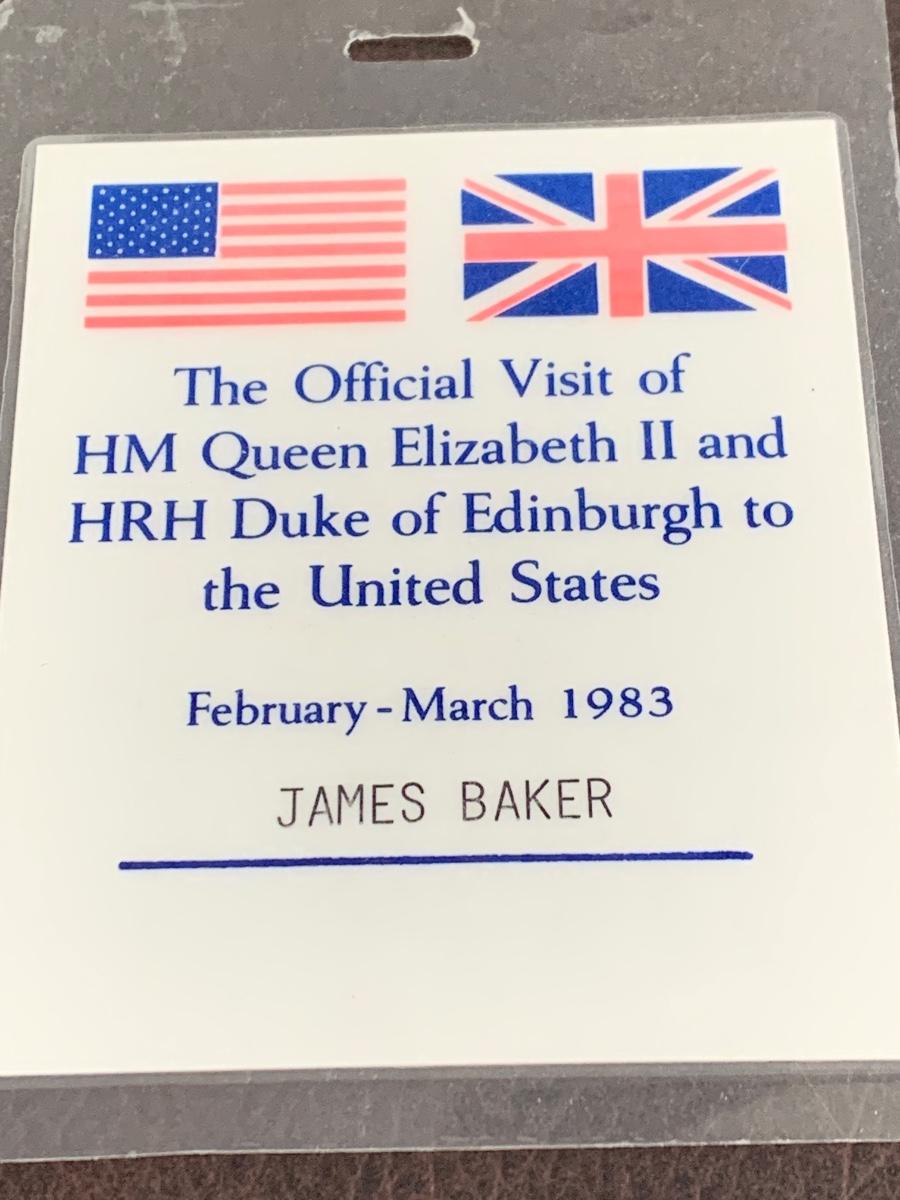 The Official Visit of
HM Queen Elizabeth II and
HRH Duke of Edinburgh to
the United States
February - March 1983
JAMES BAKER